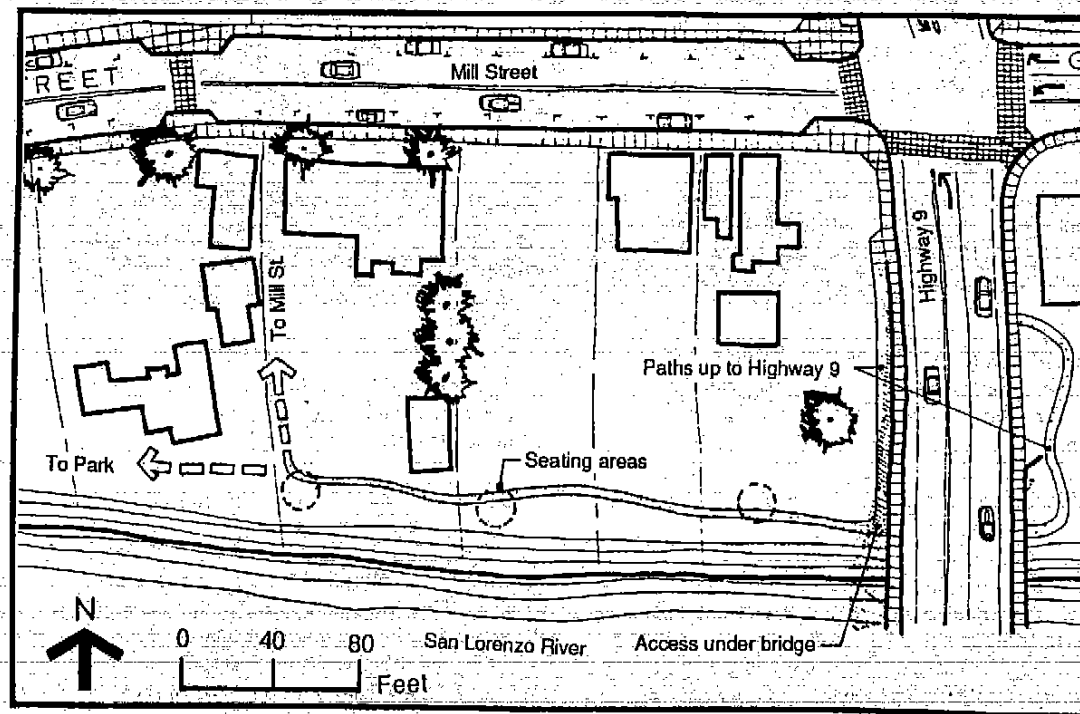 REET
Mill Street
G
Highway 9
To Mill St.
Paths up to Highway 9
To Park
Seating areas
N
0 40 80
Feet
San Lorenzo River
Access under bridge